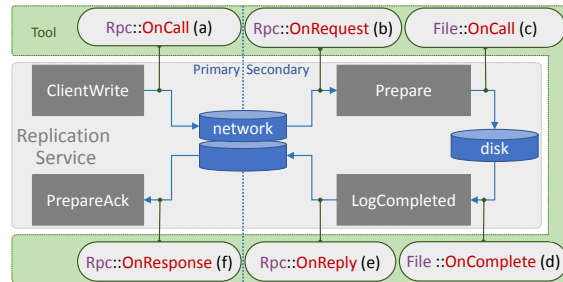 Tool
Rpc::OnCall (a)
Rpc::OnRequest (b)
File::OnCall (c)
Primary
Secondary
ClientWrite
Prepare
network
disk
Replication
Service
PrepareAck
LogCompleted
Rpc::OnResponse (f)
Rpc::OnReply (e)
File ::OnComplete (d)